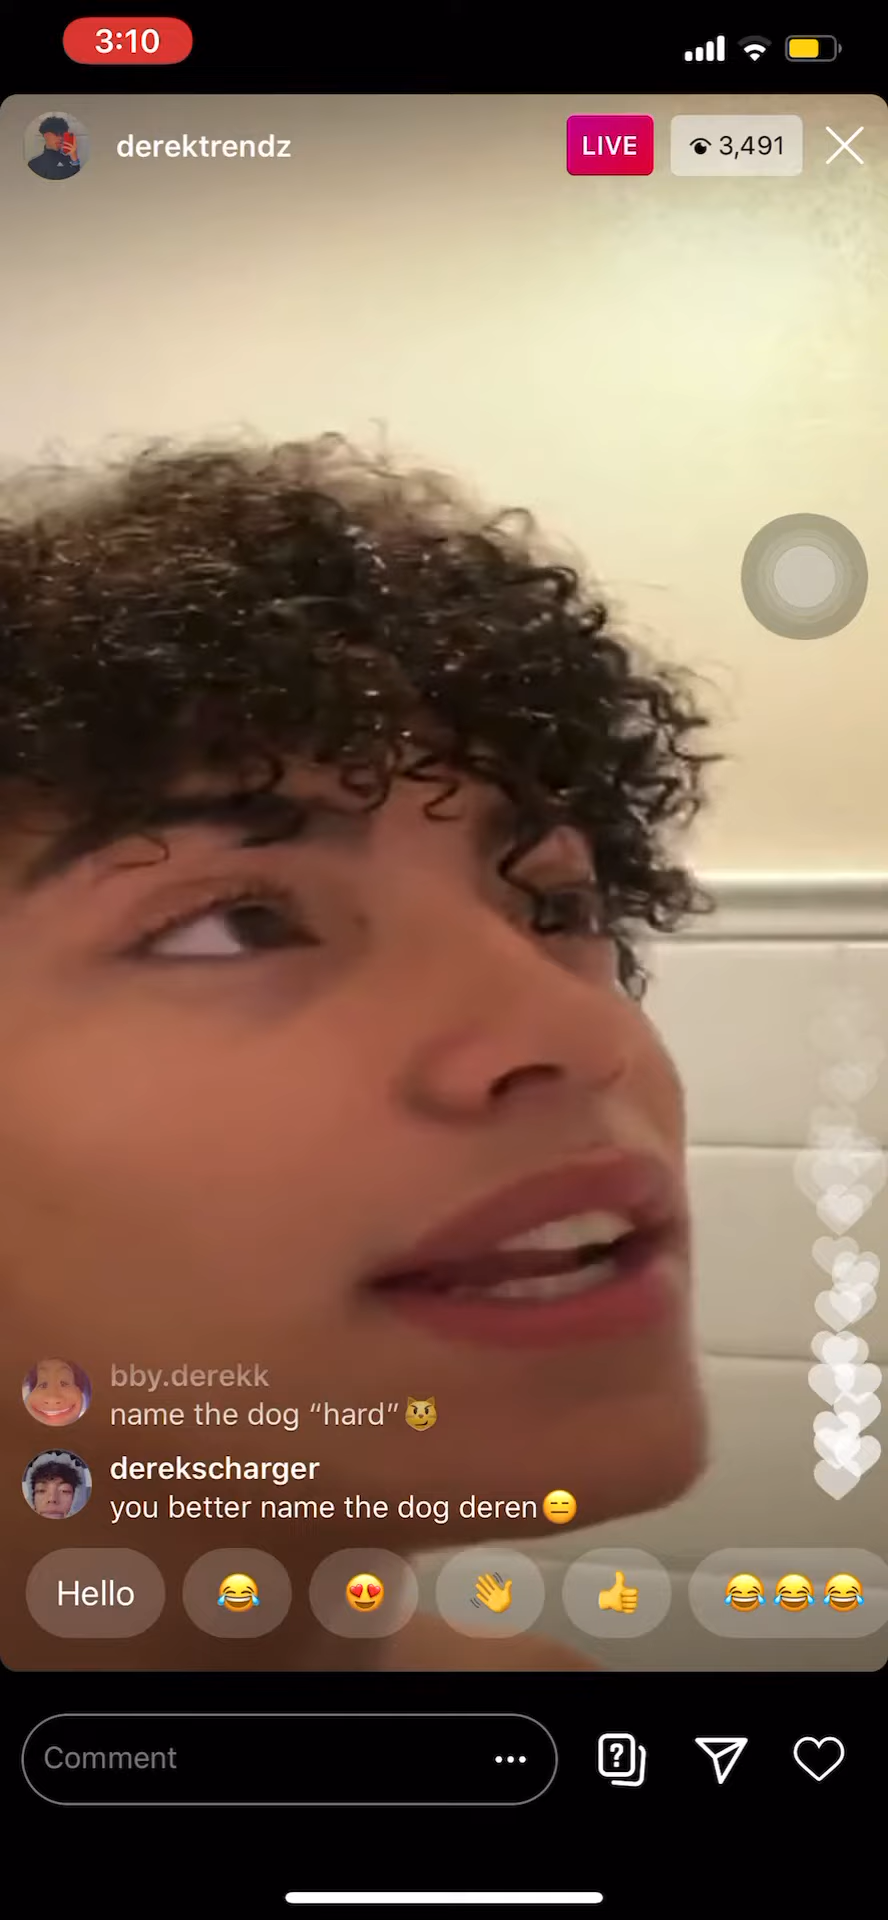 3:10
derektrendz
LIVE
3,491
bby.derekk
name the dog “hard”😼
derekscharger
you better name the dog deren😑
Hello
😂
😍
👋
👍
😂😂😂
Comment